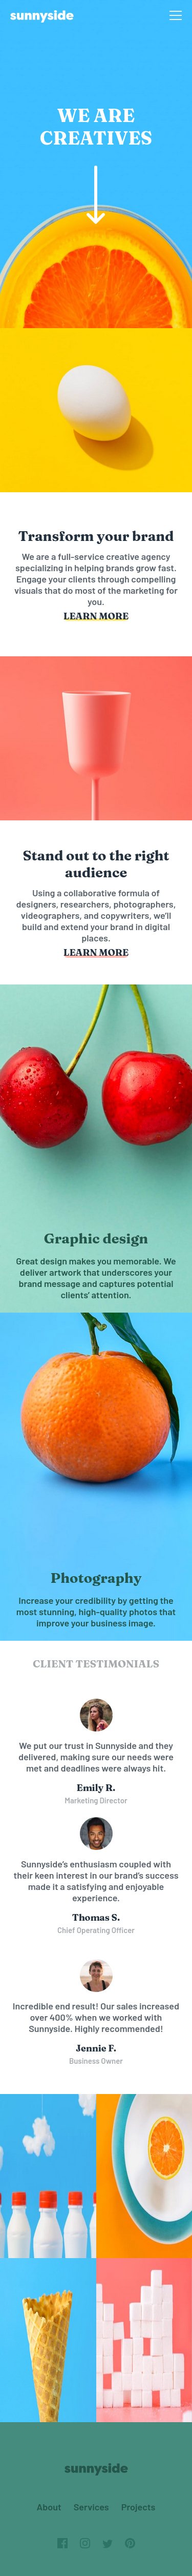 sunnyside
WE ARE
CREATIVES
Transform your brand
We are a full-service creative agency
specializing in helping brands grow fast.
Engage your clients through compelling
visuals that do most of the marketing for
you.
LEARN MORE
Stand out to the right
audience
Using a collaborative formula of
designers, researchers, photographers,
videographers, and copywriters, we'll
build and extend your brand in digital
places.
LEARN MORE
Graphic design
Great design makes you memorable. We
deliver artwork that underscores your
brand message and captures potential
clients' attention.
Photography
Increase your credibility by getting the
most stunning, high-quality photos that
improve your business image.
CLIENT TESTIMONIALS
We put our trust in Sunnyside and they
delivered, making sure our needs were
met and deadlines were always hit.
Emily R.
Marketing Director
Sunnyside's enthusiasm coupled with
their keen interest in our brand's success
made it a satisfying and enjoyable
experience.
Thomas S.
Chief Operating Officer
Incredible end result! Our sales increased
over 400% when we worked with
Sunnyside. Highly recommended!
Jennie F.
Business Owner
sunnyside
About Services Projects